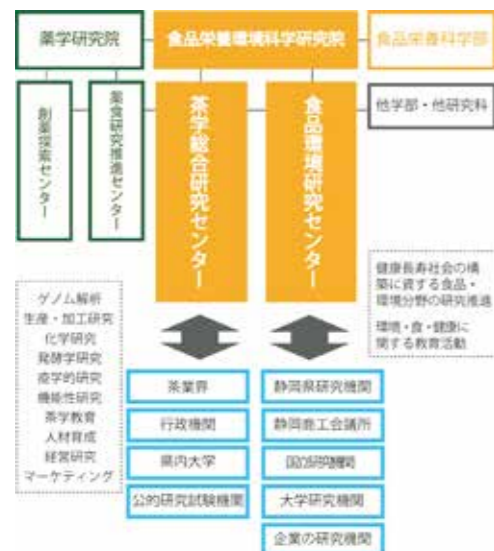 薬学研究院
食品栄養環境科学研究院
食品栄養科学部
創薬探索センター
薬食研究推進センター
茶学総合研究センター
食品環境研究センター
他学部・他研究科
ゲノム解析
生産・加工研究
化学研究
発酵学研究
疫学的研究
機能性研究
茶学教育
人材育成
経営研究
マーケティング
健康長寿社会の構
築に資する食品・
環境分野の研究推進
環境・食・健康に
関する教育活動
茶業界
行政機関
県内大学
公的研究試験機関
静岡県研究機関
静岡商工会議所
国の研究機関
大学研究機関
企業の研究機関